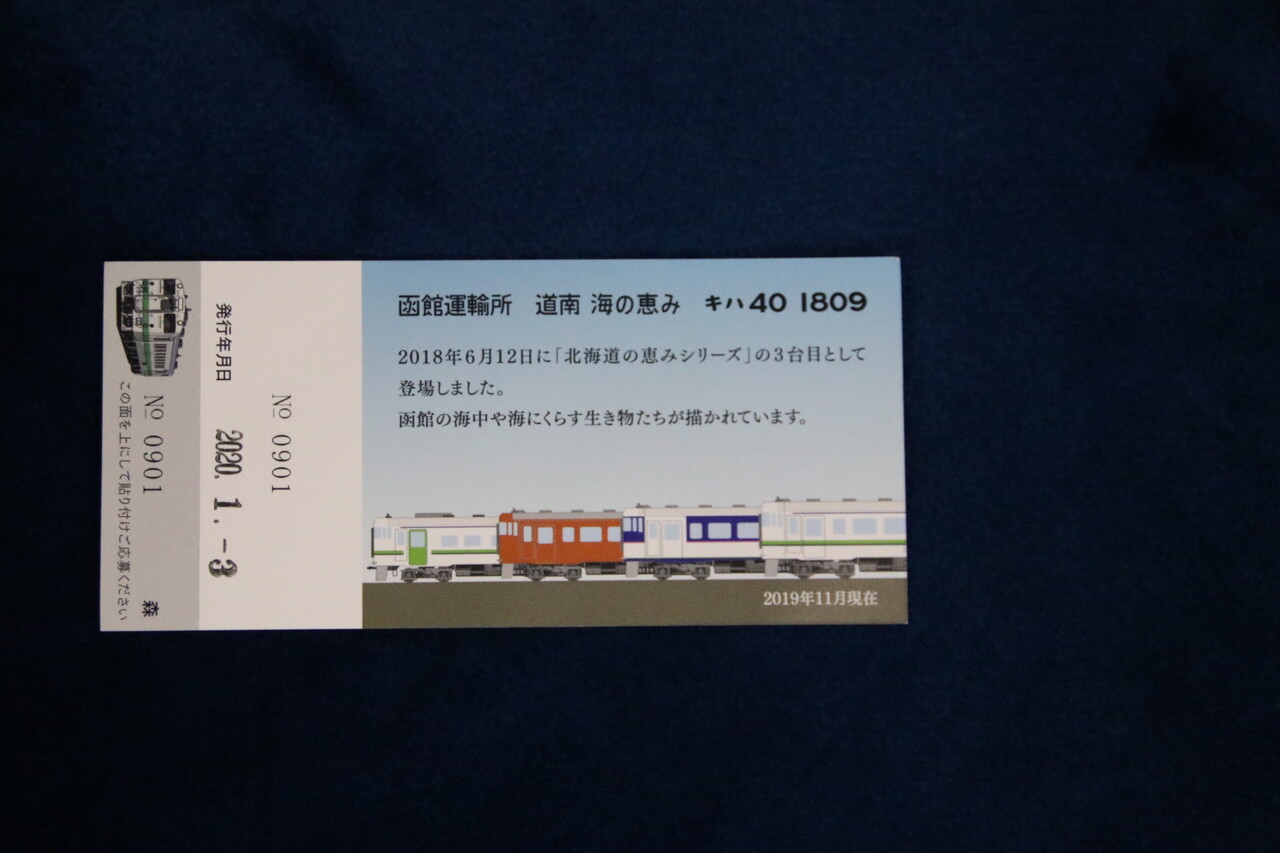 函館運輸所 道南 海の恵み キハ40 1809
2018年6月12日に「北海道の恵みシリーズ」の3台目として
登場しました。
函館の海中や海にくらす生き物たちが描かれています。
2019年11月現在
No 0901
発行年月日 2020. 1. -3
No 0901 森
この面を上にして貼り付けご応募ください